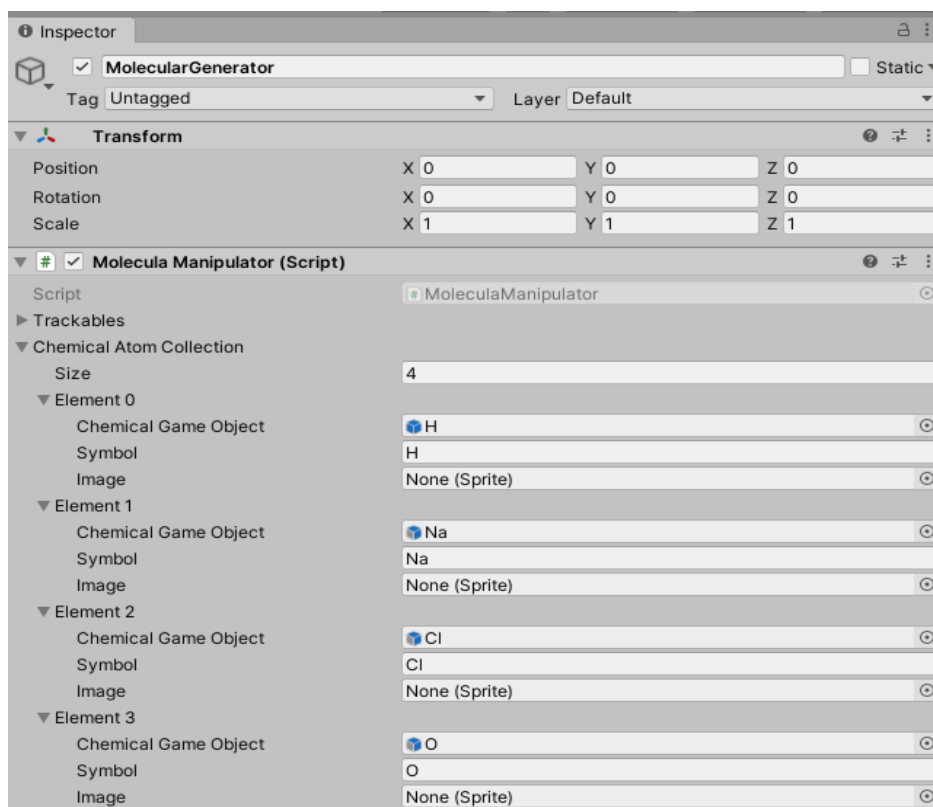 Inspector
MolecularGenerator Static
Tag Untagged Layer Default
Transform
Position X 0 Y 0 Z 0
Rotation X 0 Y 0 Z 0
Scale X 1 Y 1 Z 1
# Molecula Manipulator (Script)
Script # MoleculaManipulator
Trackables
Chemical Atom Collection
Size 4
Element 0
Chemical Game Object H
Symbol H
Image None (Sprite)
Element 1
Chemical Game Object Na
Symbol Na
Image None (Sprite)
Element 2
Chemical Game Object Cl
Symbol Cl
Image None (Sprite)
Element 3
Chemical Game Object O
Symbol O
Image None (Sprite)